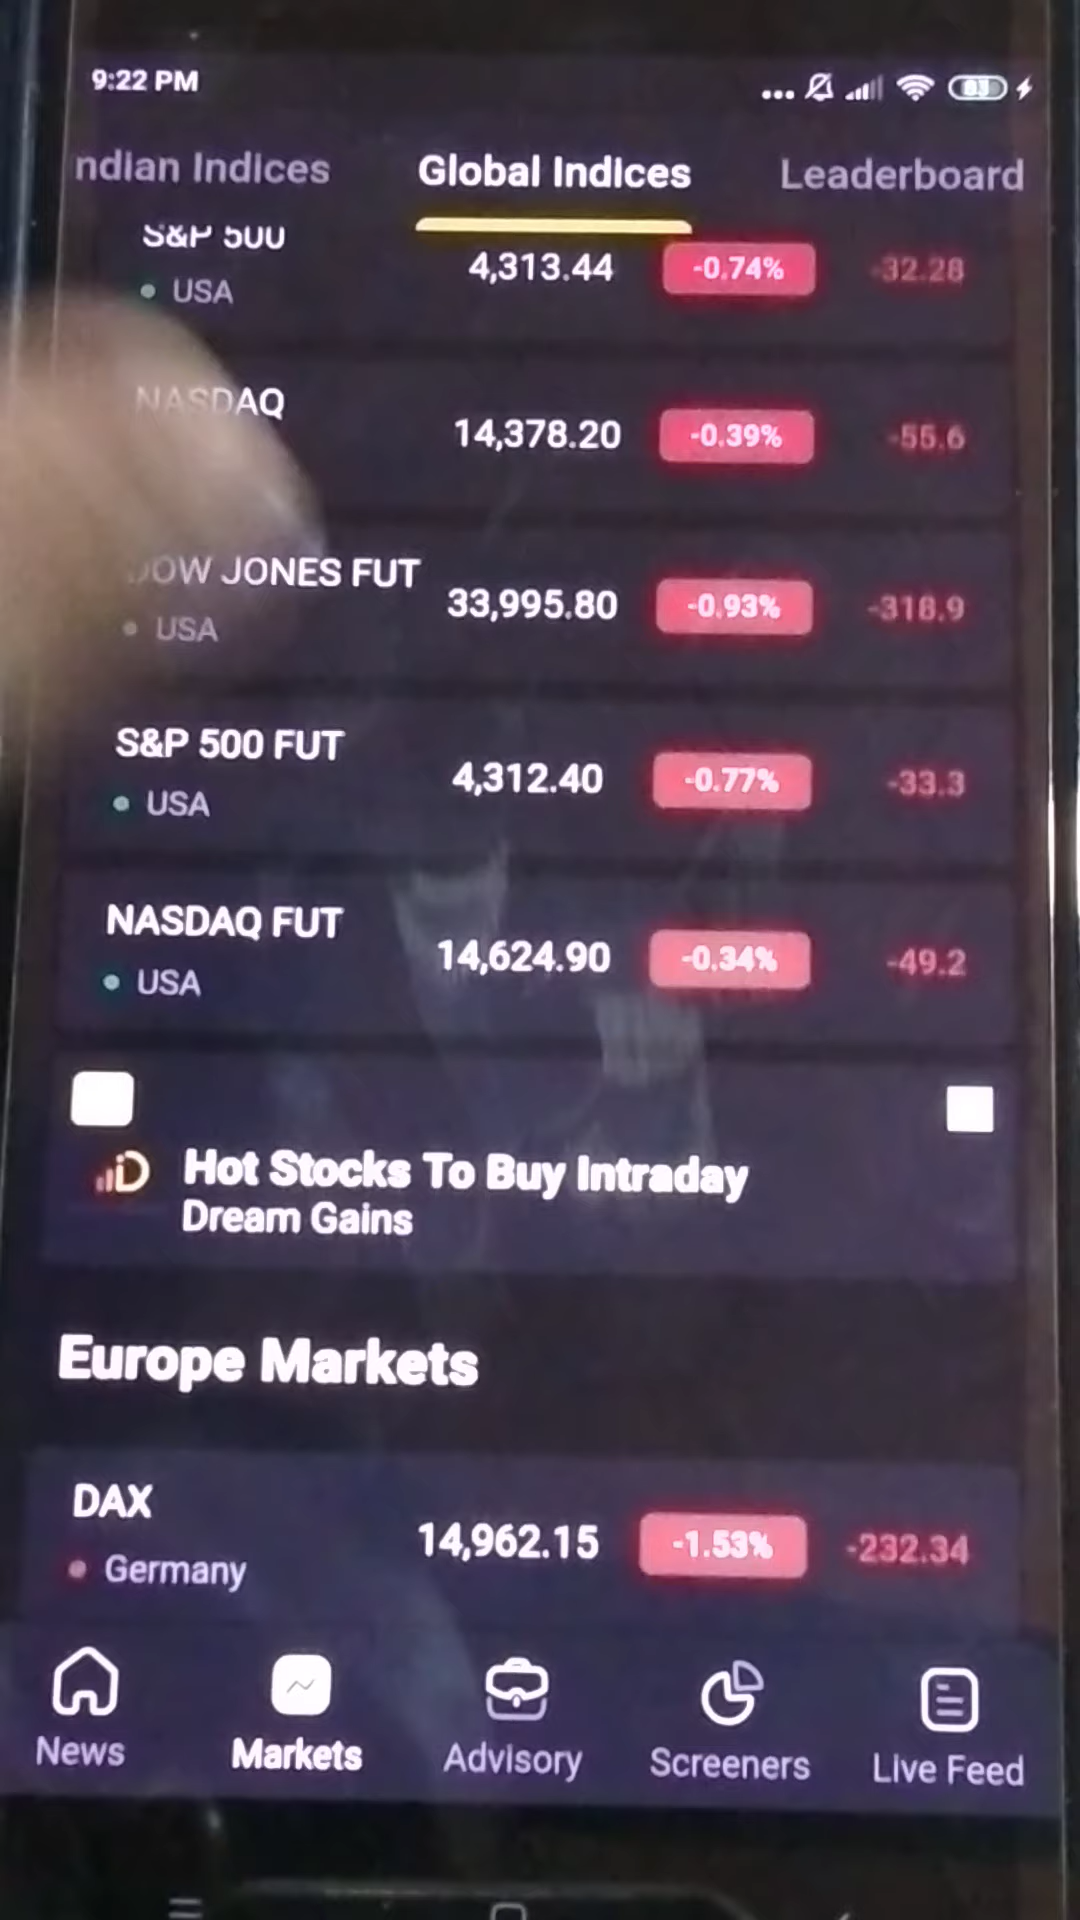 9:22 PM
83
ndian Indices Global Indices Leaderboard
S&P 500
4,313.44 -0.74% -32.28
USA
NASDAQ
14,378.20 -0.39% -55.6
DOW JONES FUT
33,995.80 -0.93% -318.9
USA
S&P 500 FUT
4,312.40 -0.77% -33.3
USA
NASDAQ FUT
14,624.90 -0.34% -49.2
USA
Hot Stocks To Buy Intraday
Dream Gains
Europe Markets
DAX
14,962.15 -1.53% -232.34
Germany
News Markets Advisory Screeners Live Feed